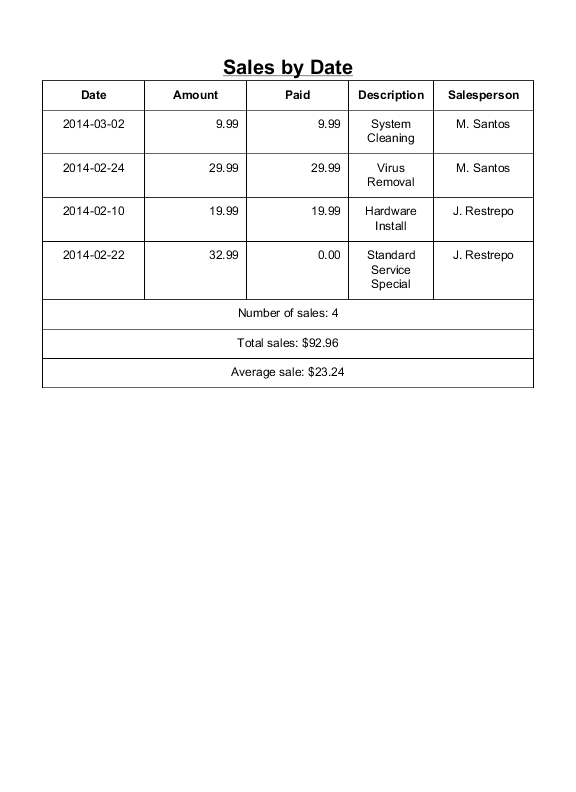 Sales by Date
Date Amount Paid Description Salesperson
2014-03-02 9.99 9.99 System M. Santos
Cleaning
2014-02-24 29.99 29.99 Virus M. Santos
Removal
2014-02-10 19.99 19.99 Hardware J. Restrepo
Install
2014-02-22 32.99 0.00 Standard J. Restrepo
Service
Special
Number of sales: 4
Total sales: $92.96
Average sale: $23.24